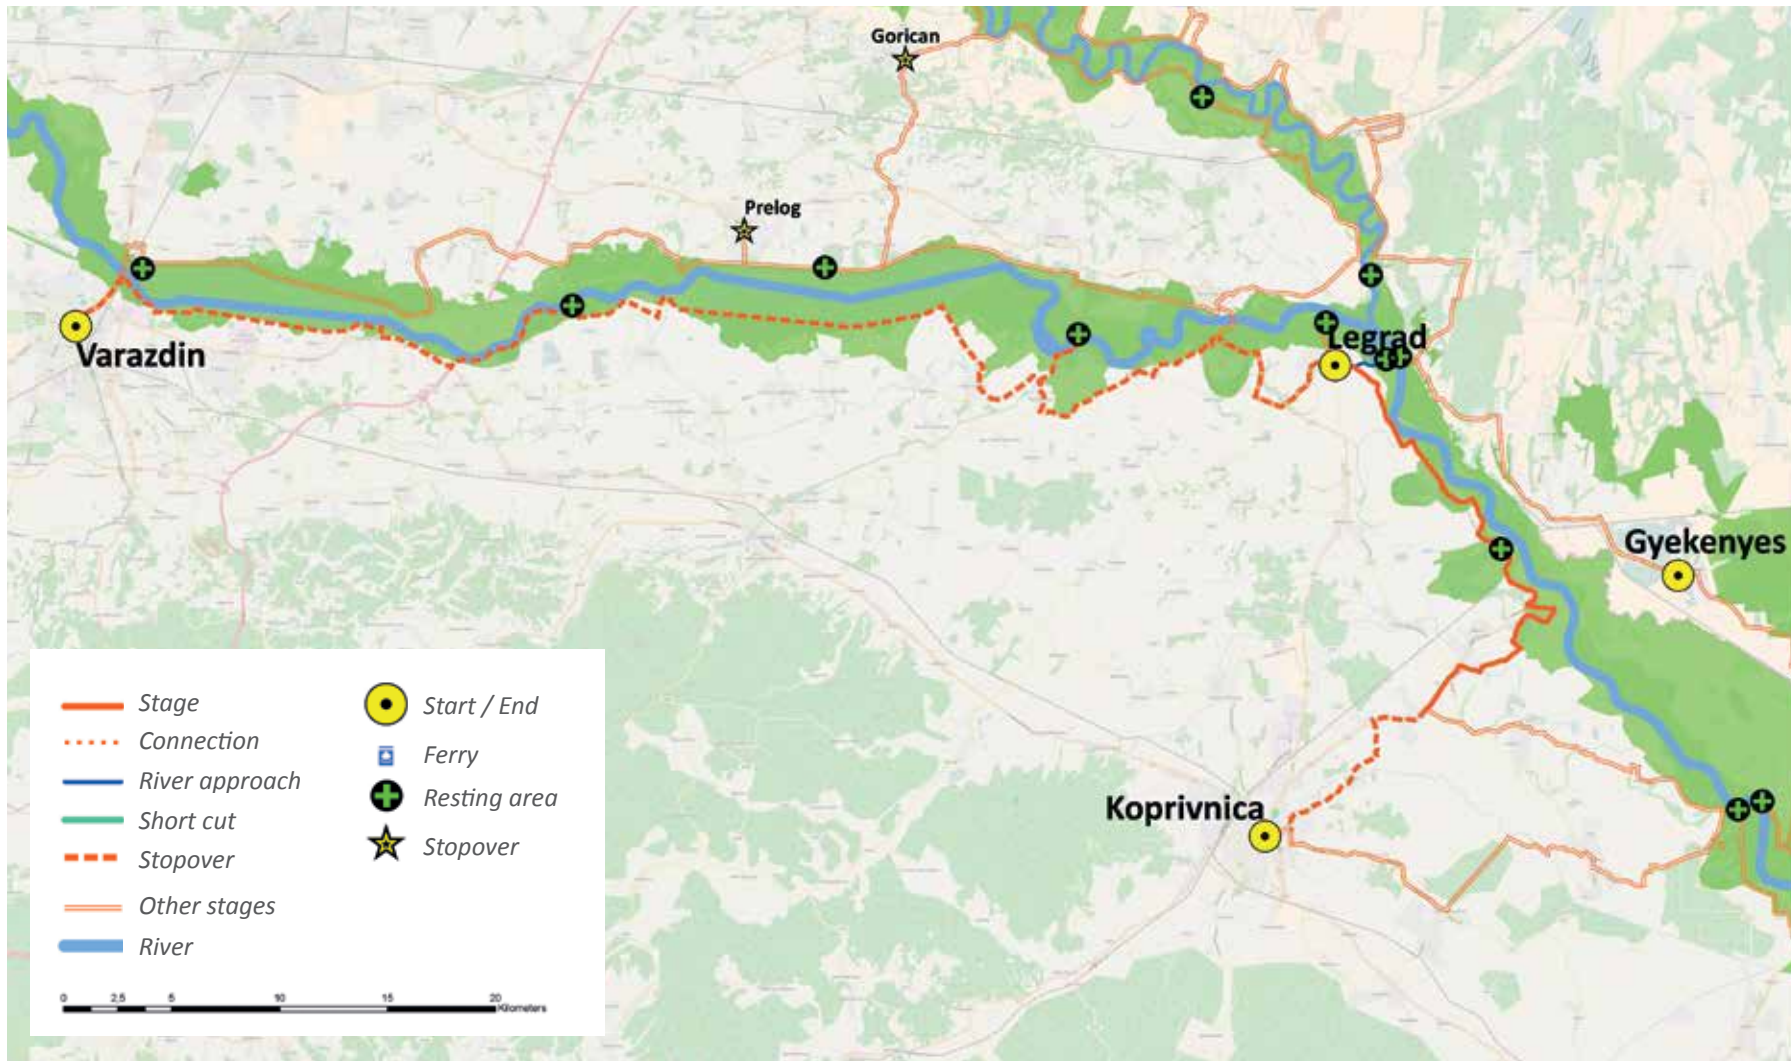 Gorican
Prelog
Varazdin
Legrad
Gyekenyes
Koprivnica
Stage
Connection
River approach
Short cut
Stopover
Other stages
River
Start / End
Ferry
Resting area
Stopover
0 2,5 5 10 15 20
Kilometers